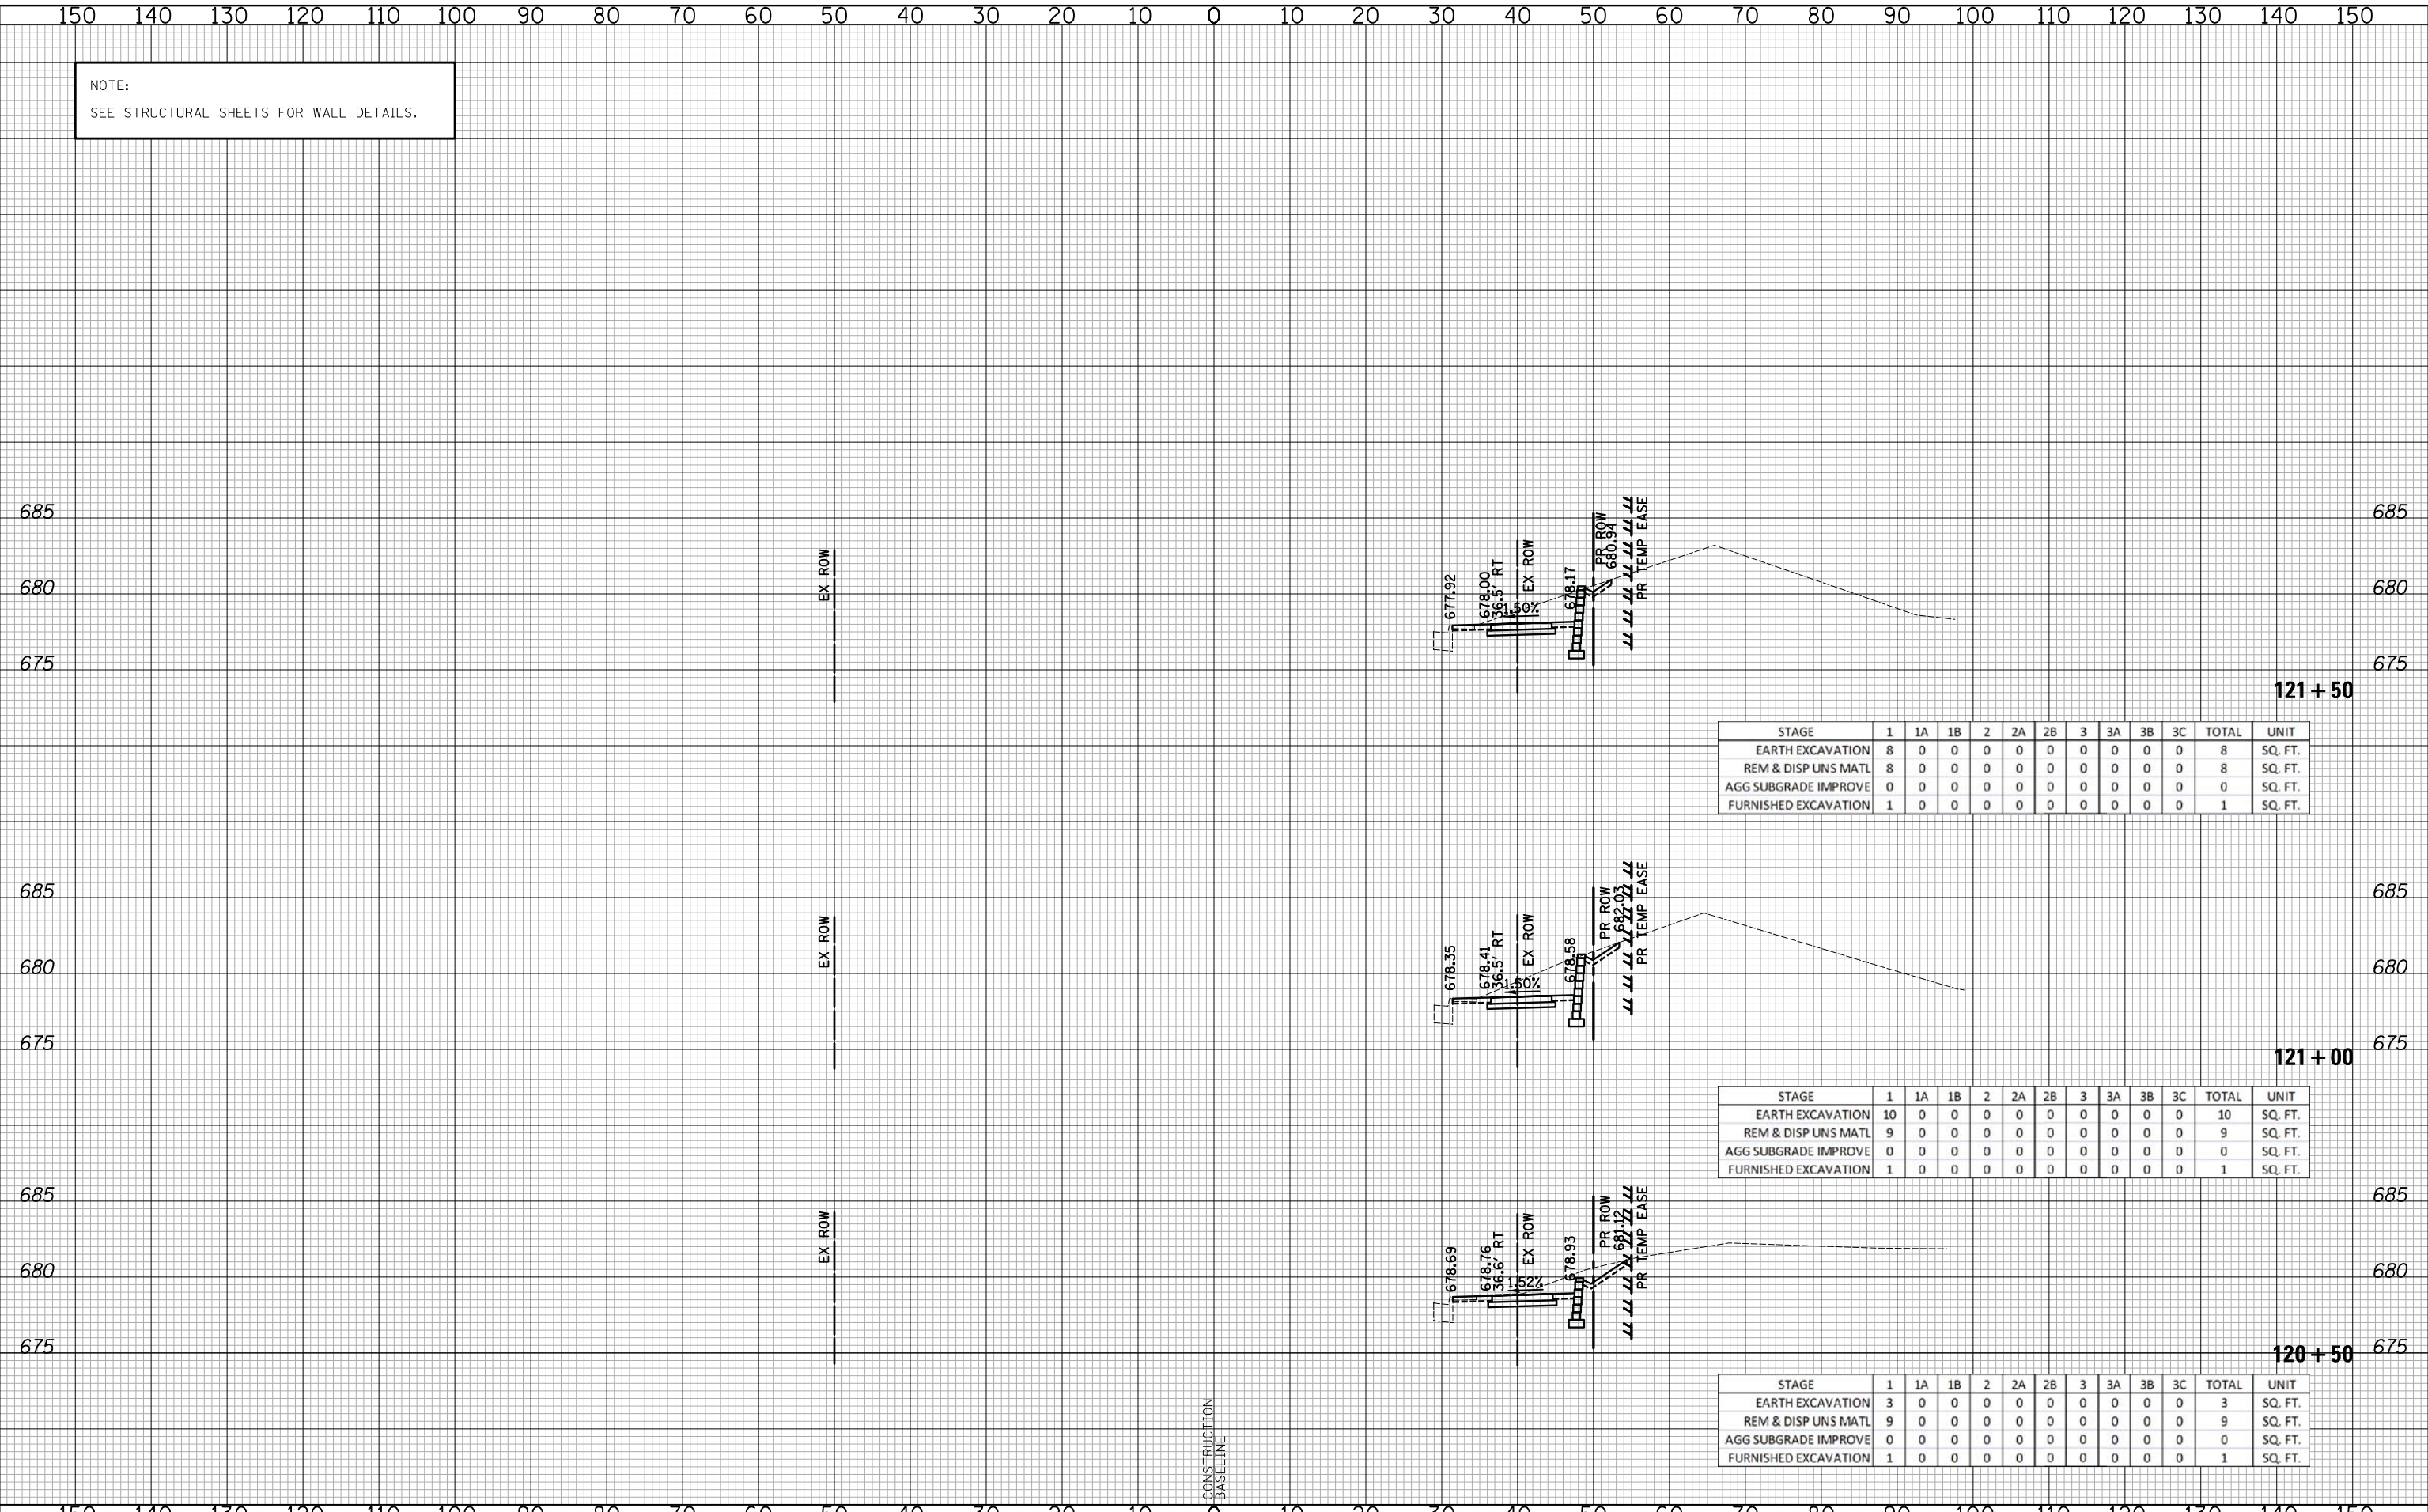 150 140 130 120 110 100 90 80 70 60 50 40 30 20 10 0 10 20 30 40 50 60 70 80 90 100 110 120 130 140 150
NOTE:
SEE STRUCTURAL SHEETS FOR WALL DETAILS.
685 685
680 680
675 675
EX ROW
677.92
678.00
36.5' RT
EX ROW
1.50%
678.17
PR ROW
680.94
PR TEMP EASE
121+50
STAGE 1 1A 1B 2 2A 2B 3 3A 3B 3C TOTAL UNIT
EARTH EXCAVATION 8 0 0 0 0 0 0 0 0 0 8 SQ. FT.
REM & DISP UNS MATL 8 0 0 0 0 0 0 0 0 0 8 SQ. FT.
AGG SUBGRADE IMPROVE 0 0 0 0 0 0 0 0 0 0 0 SQ. FT.
FURNISHED EXCAVATION 1 0 0 0 0 0 0 0 0 0 1 SQ. FT.
685 685
680 680
675 675
EX ROW
678.35
678.41
36.5' RT
EX ROW
1.50%
678.58
PR ROW
682.03
PR TEMP EASE
121+00
STAGE 1 1A 1B 2 2A 2B 3 3A 3B 3C TOTAL UNIT
EARTH EXCAVATION 10 0 0 0 0 0 0 0 0 0 10 SQ. FT.
REM & DISP UNS MATL 9 0 0 0 0 0 0 0 0 0 9 SQ. FT.
AGG SUBGRADE IMPROVE 0 0 0 0 0 0 0 0 0 0 0 SQ. FT.
FURNISHED EXCAVATION 1 0 0 0 0 0 0 0 0 0 1 SQ. FT.
685 685
680 680
675 675
EX ROW
678.69
678.76
36.6' RT
EX ROW
1.52%
678.93
PR ROW
681.12
PR TEMP EASE
120+50
STAGE 1 1A 1B 2 2A 2B 3 3A 3B 3C TOTAL UNIT
EARTH EXCAVATION 3 0 0 0 0 0 0 0 0 0 3 SQ. FT.
REM & DISP UNS MATL 9 0 0 0 0 0 0 0 0 0 9 SQ. FT.
AGG SUBGRADE IMPROVE 0 0 0 0 0 0 0 0 0 0 0 SQ. FT.
FURNISHED EXCAVATION 1 0 0 0 0 0 0 0 0 0 1 SQ. FT.
CONSTRUCTION
BASELINE
150 140 130 120 110 100 90 80 70 60 50 40 30 20 10 0 10 20 30 40 50 60 70 80 90 100 110 120 130 140 150